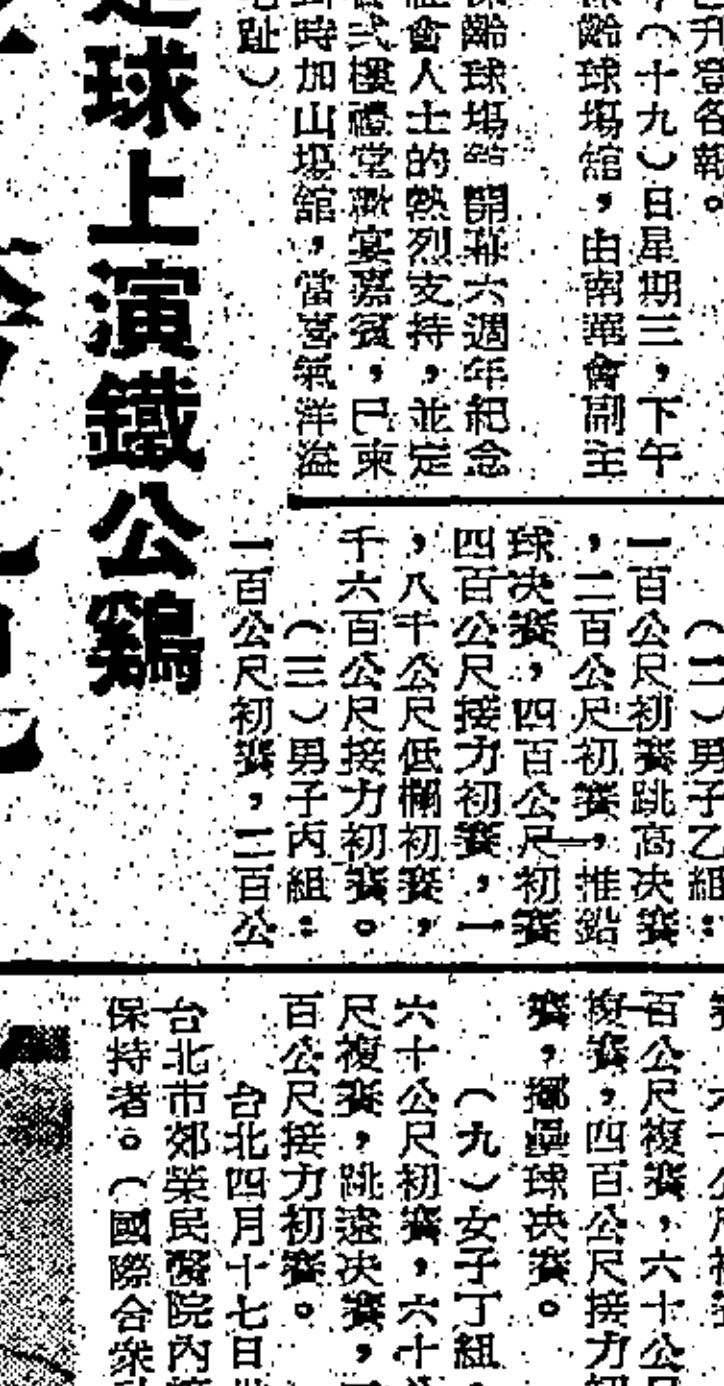 升登各報。
（十九）日星期三，下午
齡球場館，由南華會副主
齡球場舘 開幕六週年紀念
社會人士的熱烈支持，並定
樓禮堂歡宴嘉賓，已柬
時加山場館，當喜氣洋溢
址）
球上演鐵公鷄
（二）男子乙組：
一百公尺初賽跳高決賽
，二百公尺初賽，推鉛
球決賽，四百公尺初賽
四百公尺接力初賽，一
，八千公尺低欄初賽，
千六百公尺接力初賽。
（三）男子丙組：
一百公尺初賽，二百公
百公尺複賽，六十公尺
複賽，四百公尺接力初
賽，擲壘球決賽。
（九）女子丁組，
六十公尺初賽，六十公
尺複賽，跳遠決賽，
百公尺接力初賽。
台北四月十七日
台北市郊榮民醫院內
保持者。（國際合衆